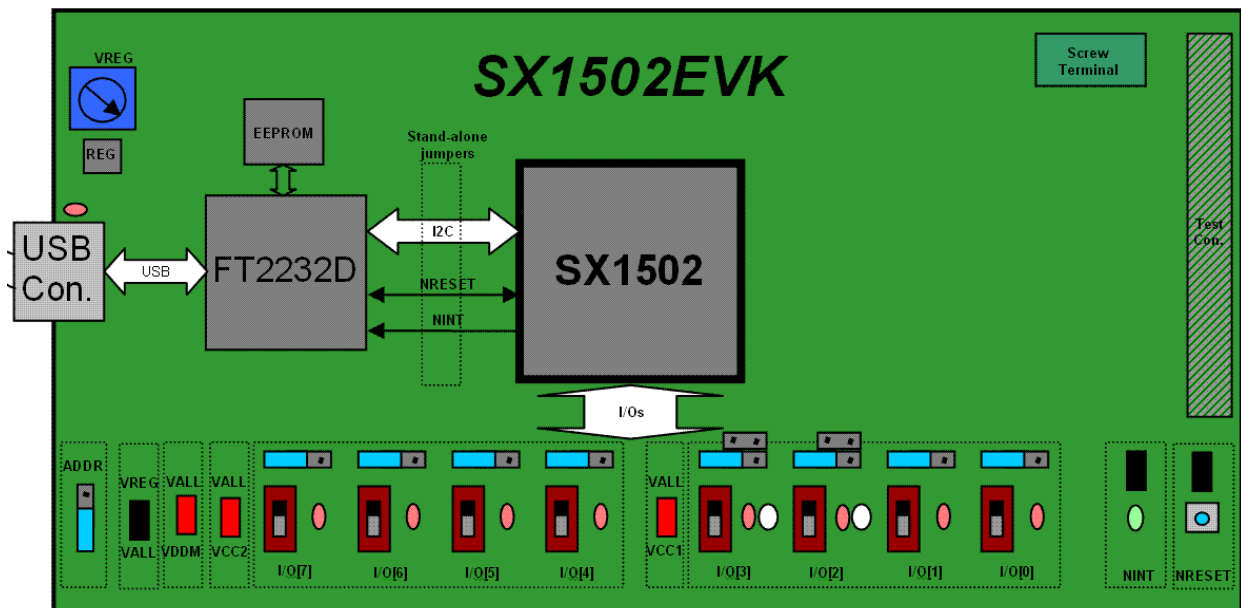 SX1502EVK
Screw
Terminal
VREG
EEPROM
Stand-alone
jumpers
REG
I2C
USB
Con.
USB
FT2232D
SX1502
Test
Con.
NRESET
NINT
I/Os
ADDR
VREG
VALL
VALL
VDDM
VALL
VCC2
I/O[7]
I/O[6]
I/O[5]
I/O[4]
VALL
VCC1
I/O[3]
I/O[2]
I/O[1]
I/O[0]
NINT
NRESET